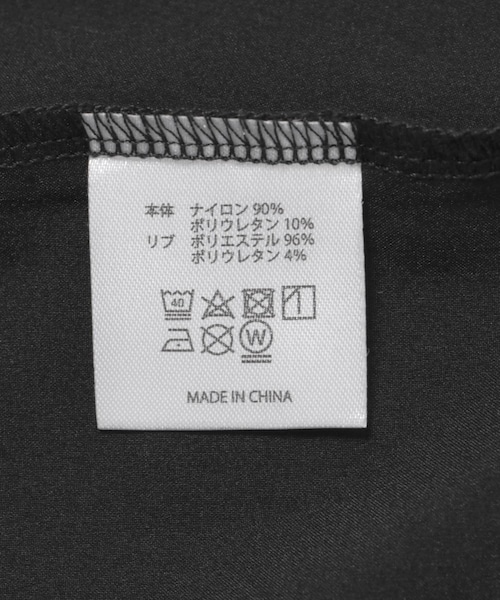 本体 ナイロン 90%
ポリウレタン 10%
リブ ポリエステル 96%
ポリウレタン 4%
40
W
MADE IN CHINA